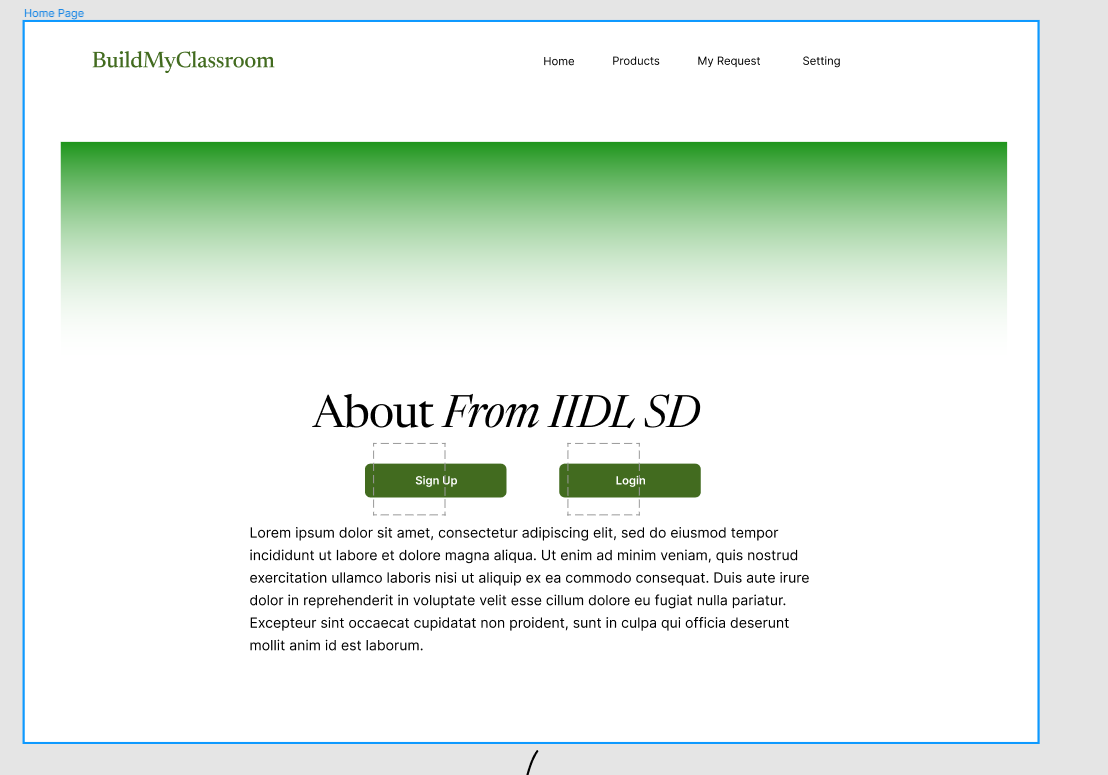 Home Page
BuildMyClassroom
Home Products My Request Setting
About From IIDL SD
Sign Up Login
Lorem ipsum dolor sit amet, consectetur adipiscing elit, sed do eiusmod tempor
incididunt ut labore et dolore magna aliqua. Ut enim ad minim veniam, quis nostrud
exercitation ullamco laboris nisi ut aliquip ex ea commodo consequat. Duis aute irure
dolor in reprehenderit in voluptate velit esse cillum dolore eu fugiat nulla pariatur.
Excepteur sint occaecat cupidatat non proident, sunt in culpa qui officia deserunt
mollit anim id est laborum.